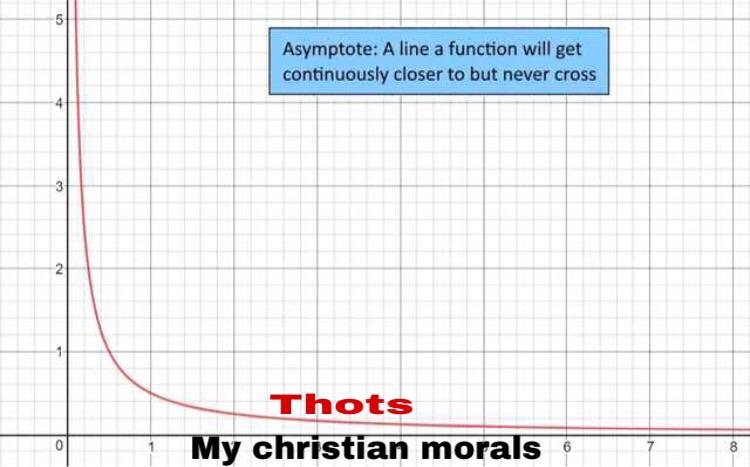 5
Asymptote: A line a function will get
continuously closer to but never cross
4
3
2
1
Thots
0 1 6 7 8
My christian morals